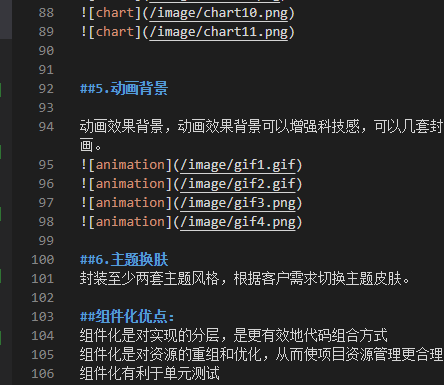 88 ![chart](/image/chart10.png)
89 ![chart](/image/chart11.png)
90
91
92 ##5.动画背景
93
94 动画效果背景，动画效果背景可以增强科技感，可以几套封
画。
95 ![animation](/image/gif1.gif)
96 ![animation](/image/gif2.gif)
97 ![animation](/image/gif3.png)
98 ![animation](/image/gif4.png)
99
100 ##6.主题换肤
101 封装至少两套主题风格，根据客户需求切换主题皮肤。
102
103 ##组件化优点：
104 组件化是对实现的分层，是更有效地代码组合方式
105 组件化是对资源的重组和优化，从而使项目资源管理更合理
106 组件化有利于单元测试